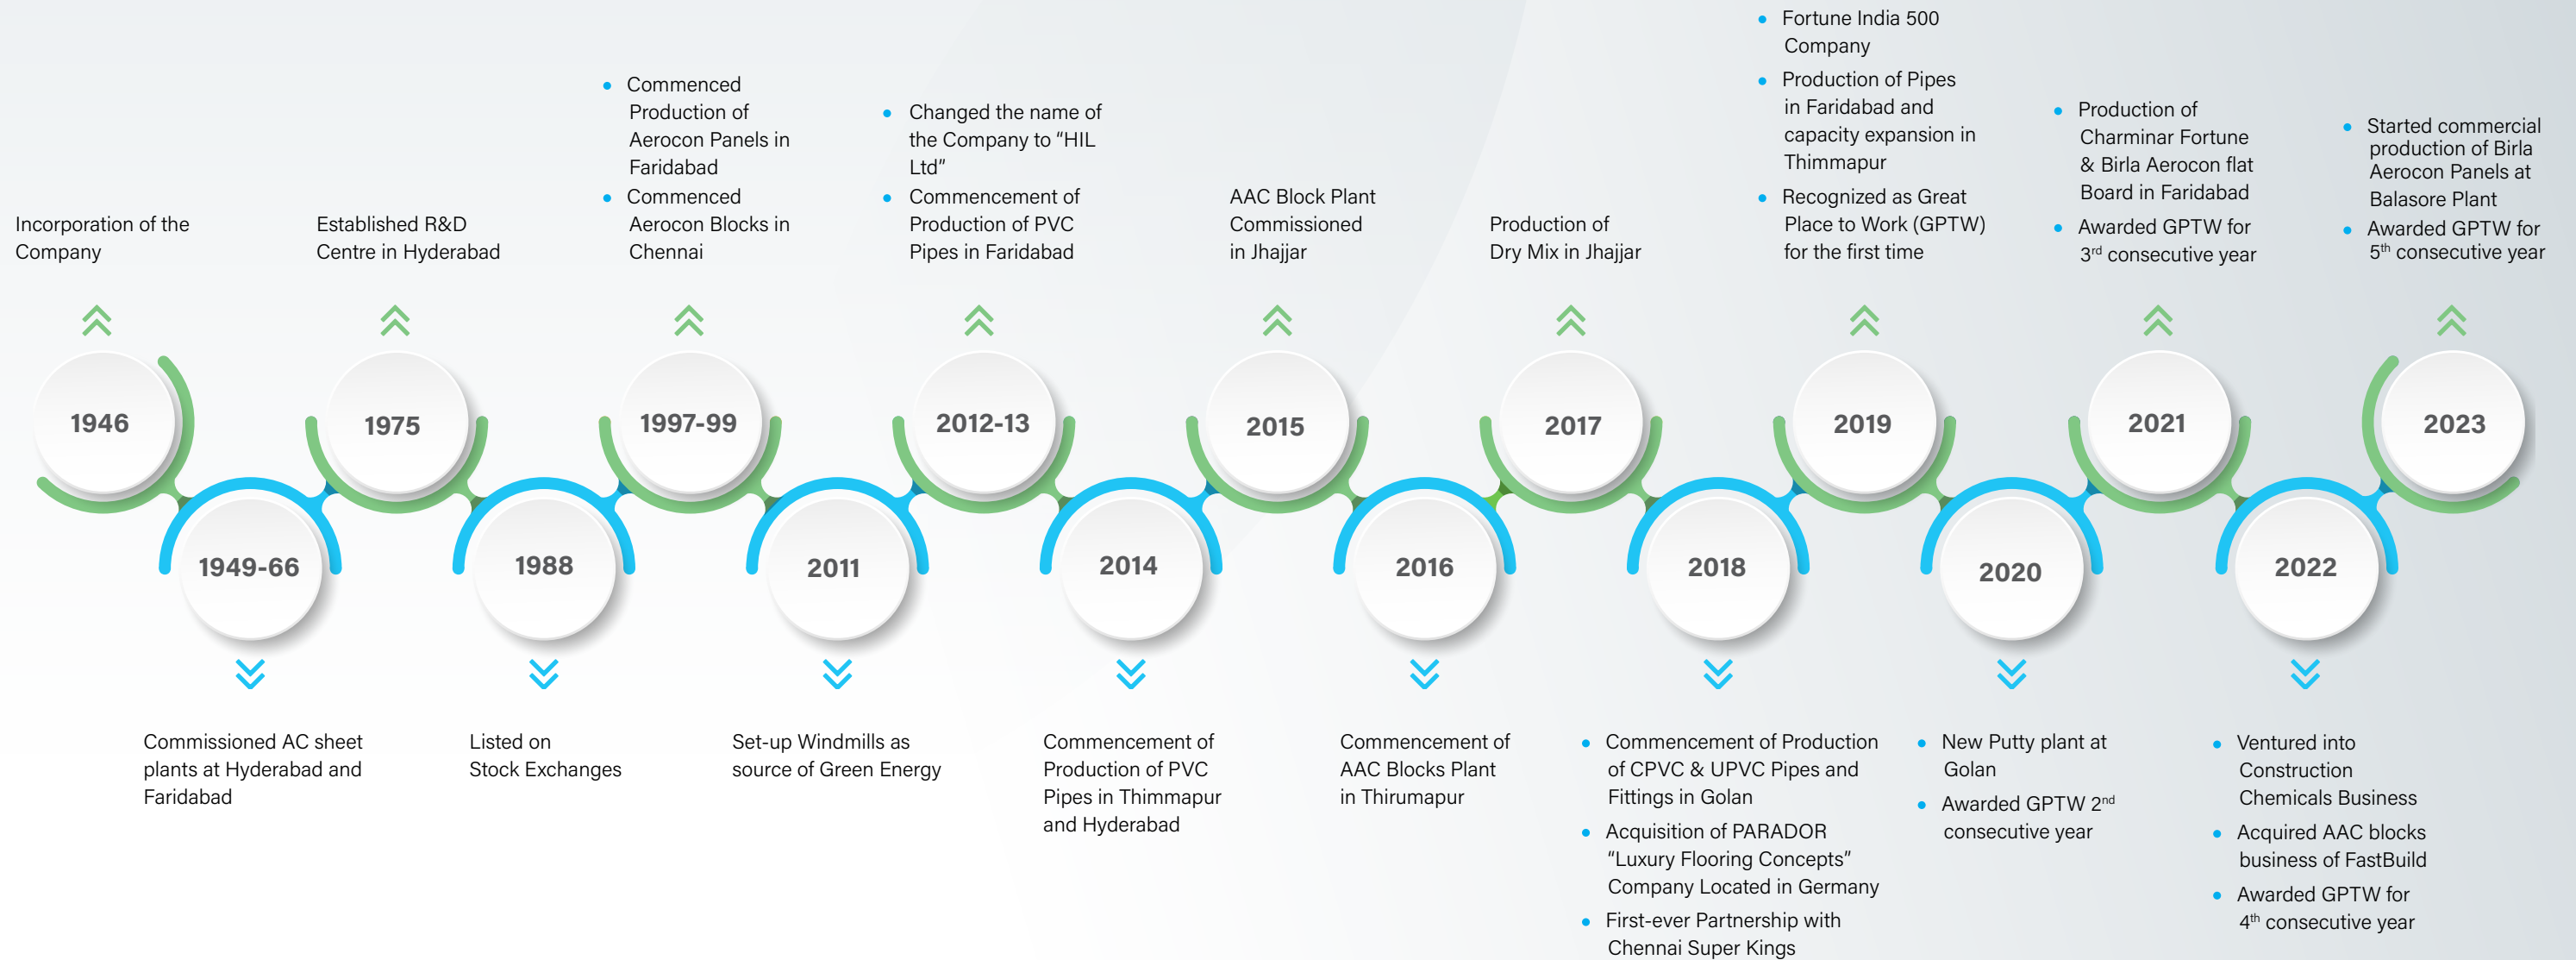 Incorporation of the
Company
1946
1949-66
Commissioned AC sheet
plants at Hyderabad and
Faridabad
Established R&D
Centre in Hyderabad
1975
1988
Listed on
Stock Exchanges
• Commenced
Production of
Aerocon Panels in
Faridabad
• Commenced
Aerocon Blocks in
Chennai
1997-99
2011
Set-up Windmills as
source of Green Energy
• Changed the name of
the Company to “HIL
Ltd”
• Commencement of
Production of PVC
Pipes in Faridabad
2012-13
2014
Commencement of
Production of PVC
Pipes in Thimmapur
and Hyderabad
AAC Block Plant
Commissioned
in Jhajjar
2015
2016
Commencement of
AAC Blocks Plant
in Thirumapur
Production of
Dry Mix in Jhajjar
2017
2018
• Commencement of Production
of CPVC & UPVC Pipes and
Fittings in Golan
• Acquisition of PARADOR
“Luxury Flooring Concepts”
Company Located in Germany
• First-ever Partnership with
Chennai Super Kings
• Fortune India 500
Company
• Production of Pipes
in Faridabad and
capacity expansion in
Thimmapur
• Recognized as Great
Place to Work (GPTW)
for the first time
2019
2020
• New Putty plant at
Golan
• Awarded GPTW 2nd
consecutive year
• Production of
Charminar Fortune
& Birla Aerocon flat
Board in Faridabad
• Awarded GPTW for
3rd consecutive year
2021
2022
• Ventured into
Construction
Chemicals Business
• Acquired AAC blocks
business of FastBuild
• Awarded GPTW for
4th consecutive year
• Started commercial
production of Birla
Aerocon Panels at
Balasore Plant
• Awarded GPTW for
5th consecutive year
2023